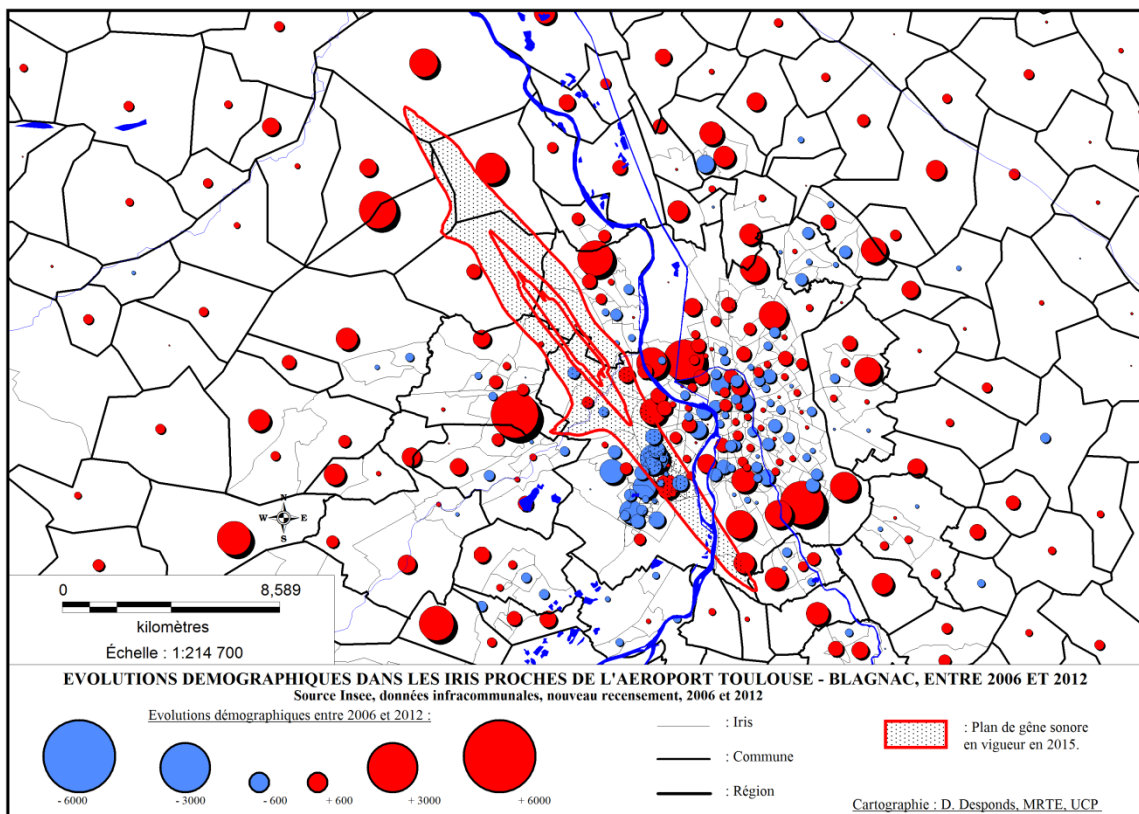 N
W E
S
0 8,589
kilomètres
Échelle : 1:214 700
EVOLUTIONS DEMOGRAPHIQUES DANS LES IRIS PROCHES DE L'AEROPORT TOULOUSE - BLAGNAC, ENTRE 2006 ET 2012
Source Insee, données infracommunales, nouveau recensement, 2006 et 2012
Evolutions démographiques entre 2006 et 2012 :
- 6000 - 3000 - 600 + 600 + 3000 + 6000
: Iris
: Commune
: Région
: Plan de gêne sonore
en vigueur en 2015.
Cartographie : D. Desponds, MRTE, UCP